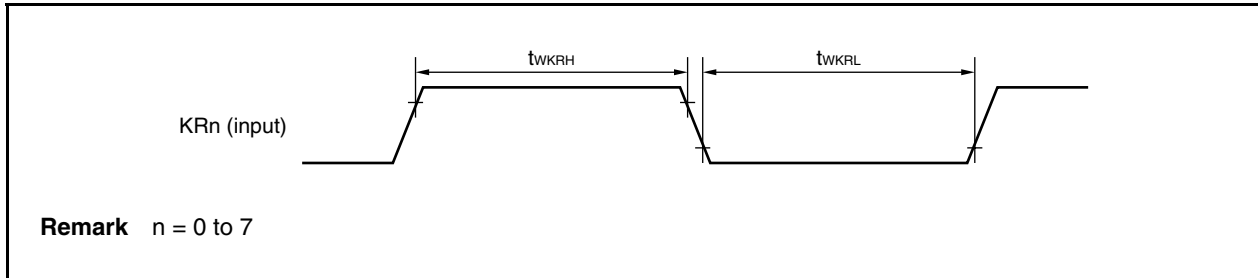 tWKRH
tWKRL
KRn (input)
Remark n = 0 to 7